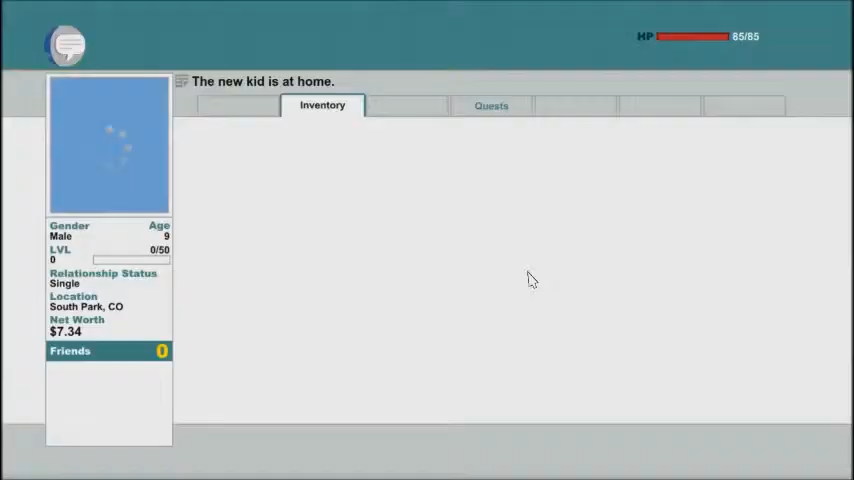 HP 85/85
The new kid is at home.
Inventory Quests
Gender Age
Male 9
LVL 0/50
0
Relationship Status
Single
Location
South Park, CO
Net Worth
$7.34
Friends 0